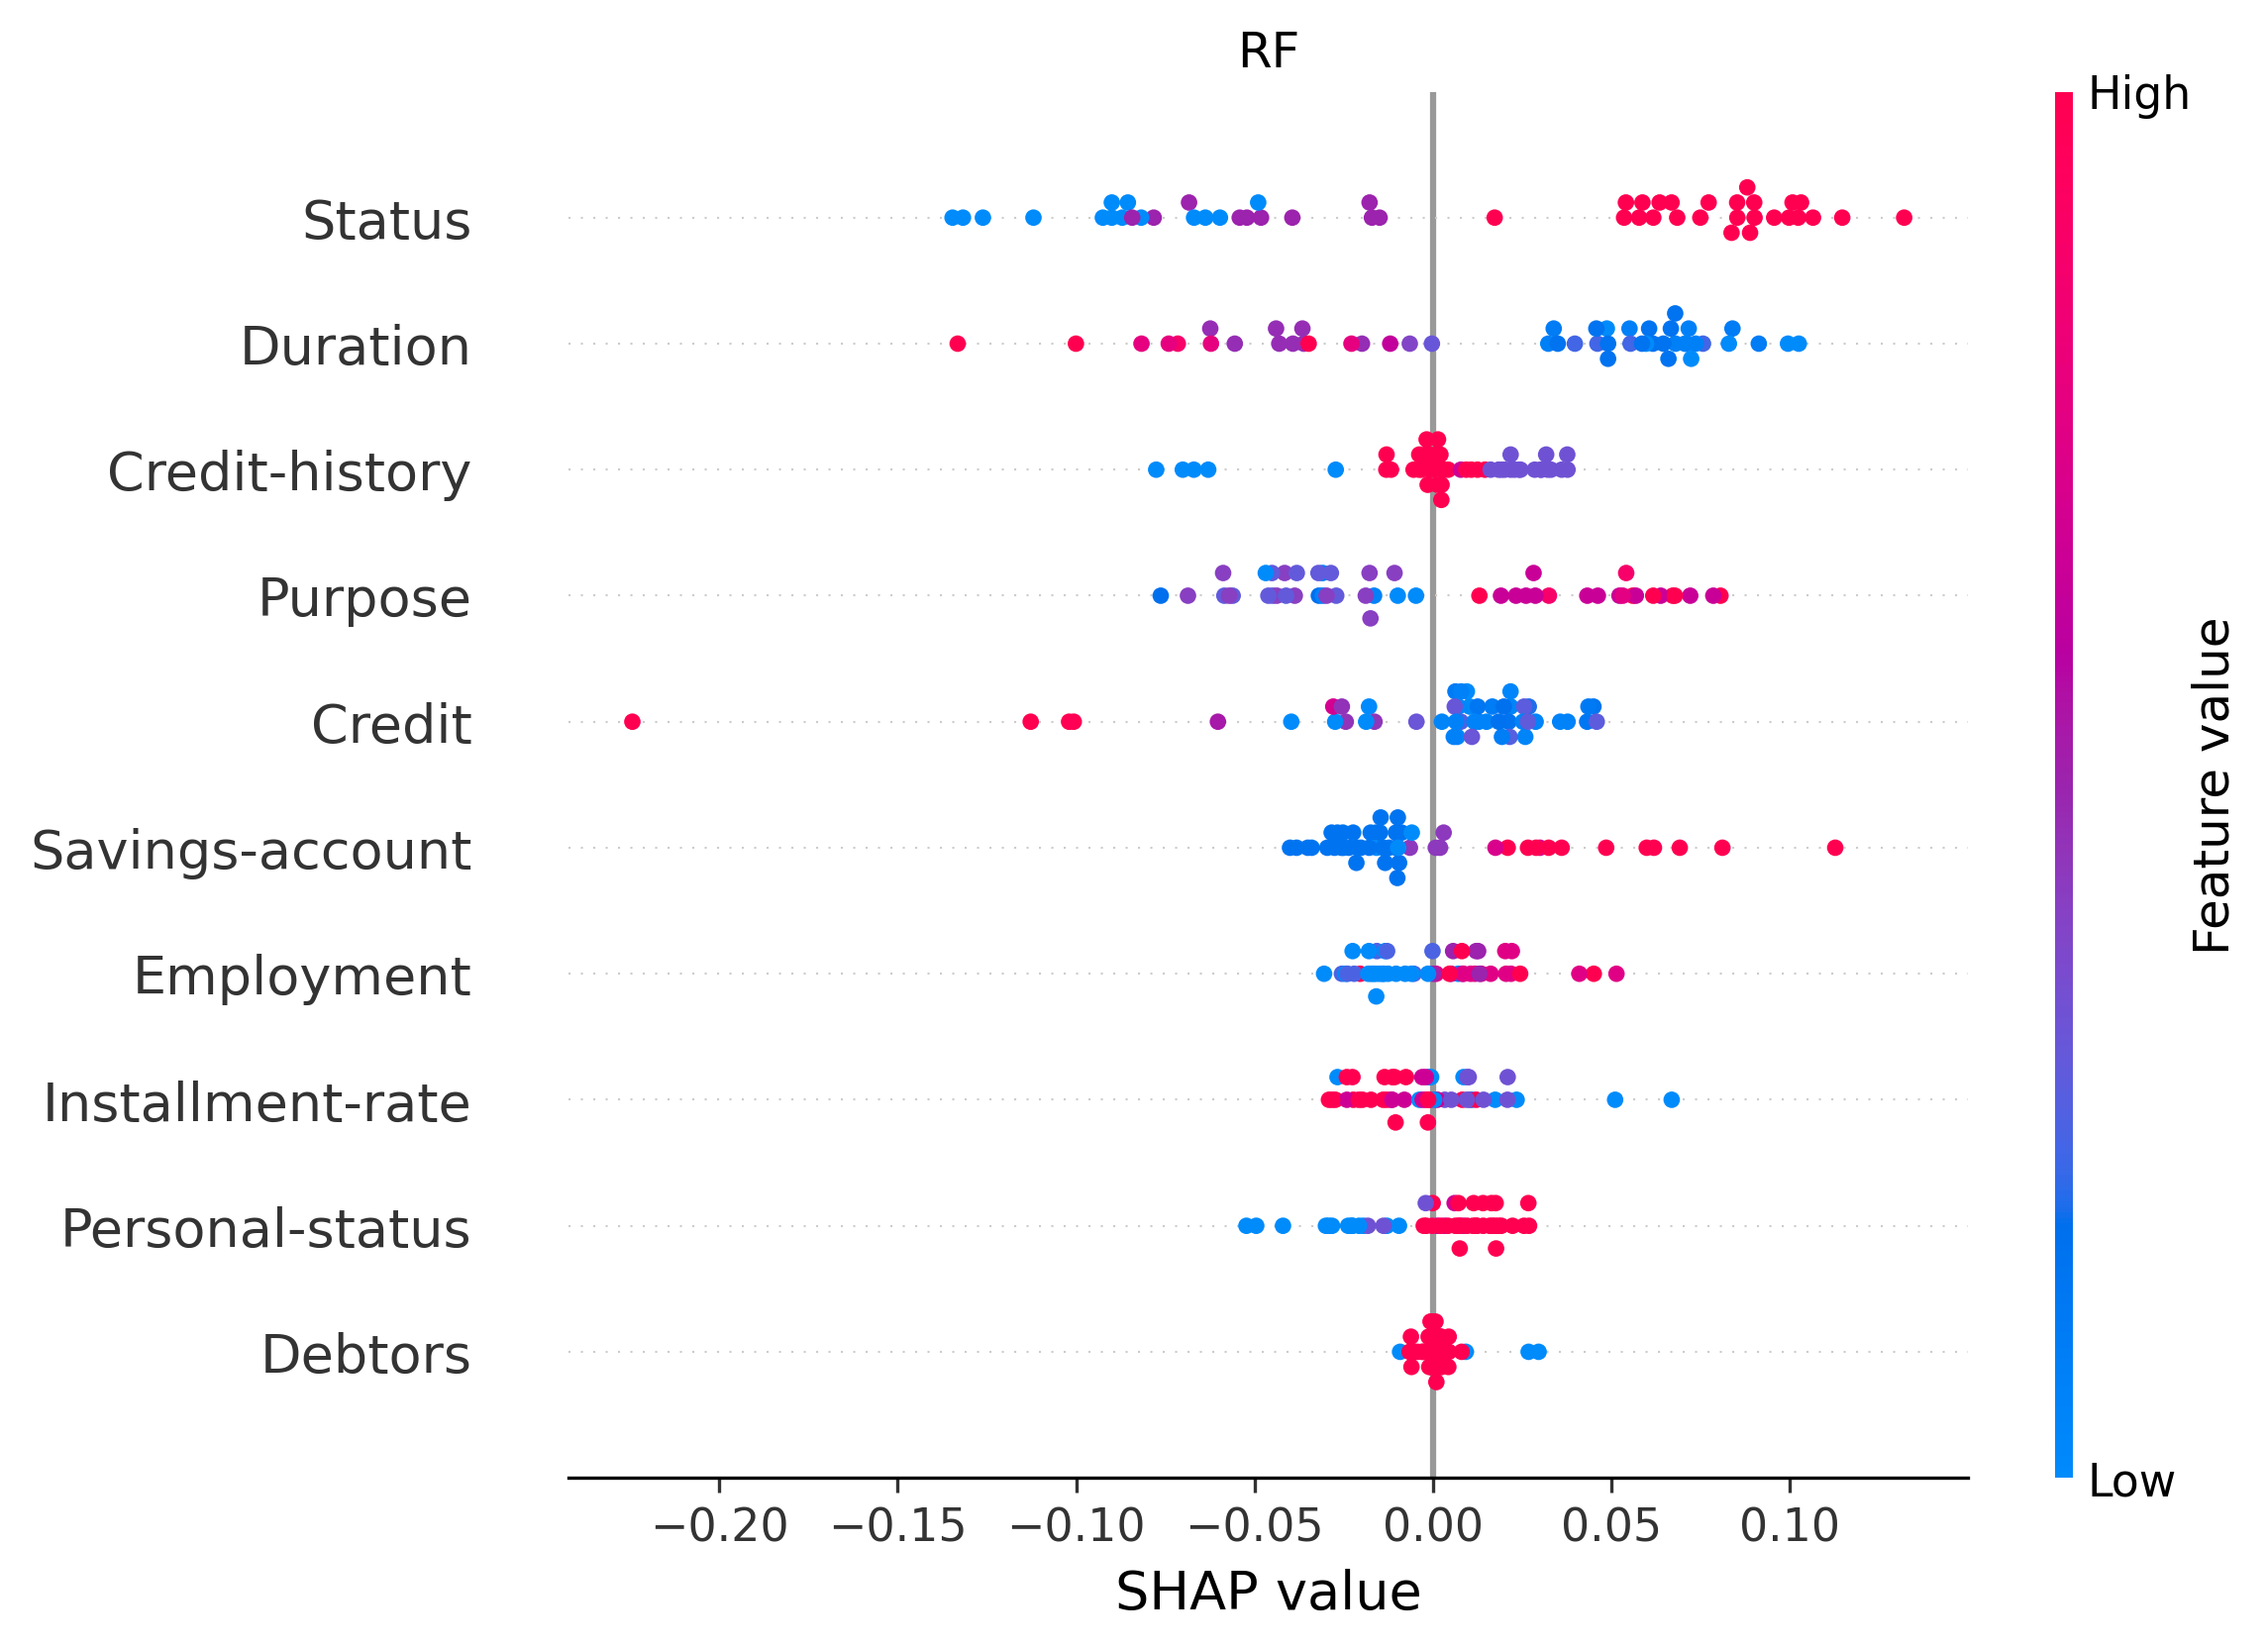 RF
High
Status
Duration
Credit-history
Purpose
Credit
Savings-account
Employment
Installment-rate
Personal-status
Debtors
Feature value
Low
−0.20 −0.15 −0.10 −0.05 0.00 0.05 0.10
SHAP value